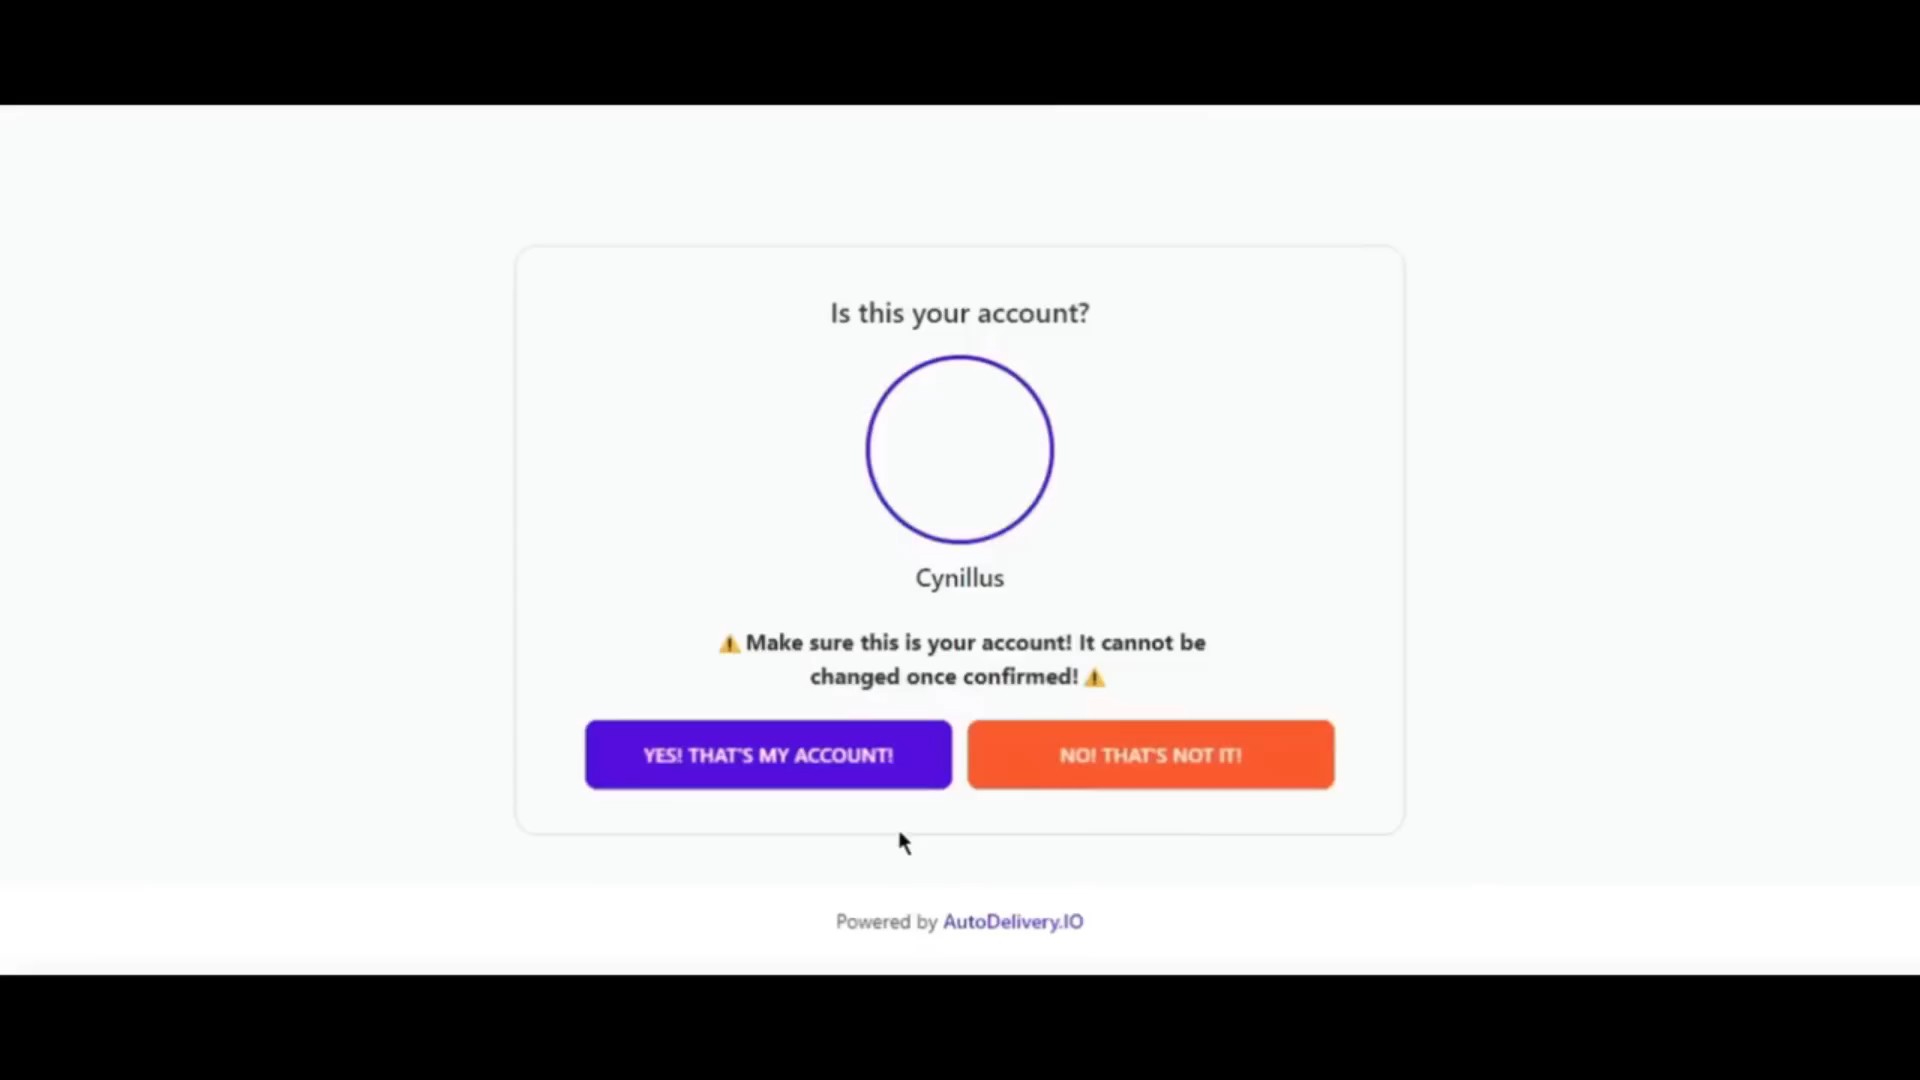 Is this your account?
Cynillus
⚠️ Make sure this is your account! It cannot be
changed once confirmed! ⚠️
YES! THAT'S MY ACCOUNT!
NO! THAT'S NOT IT!
Powered by AutoDelivery.IO